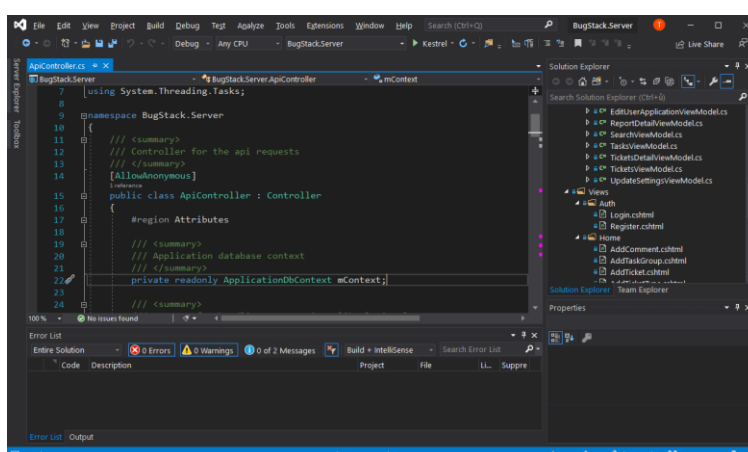 File Edit View Project Build Debug Test Analyze Tools Extensions Window Help Search (Ctrl+Q) BugStack.Server T
Debug Any CPU BugStack.Server Kestrel Live Share
Server Explorer
Toolbox
ApiController.cs
BugStack.Server BugStack.Server.ApiController mContext
7 using System.Threading.Tasks;
8
9 namespace BugStack.Server
10 {
11 /// <summary>
12 /// Controller for the api requests
13 /// </summary>
14 [AllowAnonymous]
1 reference
15 public class ApiController : Controller
16 {
17 #region Attributes
18
19 /// <summary>
20 /// Application database context
21 /// </summary>
22 private readonly ApplicationDbContext mContext;
23
24 /// <summary>
100 % No issues found
Solution Explorer
Search Solution Explorer (Ctrl+ù)
EditUserApplicationViewModel.cs
ReportDetailViewModel.cs
SearchViewModel.cs
TasksViewModel.cs
TicketsDetailViewModel.cs
TicketsViewModel.cs
UpdateSettingsViewModel.cs
Views
Auth
Login.cshtml
Register.cshtml
Home
AddComment.cshtml
AddTaskGroup.cshtml
AddTicket.cshtml
Solution Explorer Team Explorer
Properties
Error List
Entire Solution 0 Errors 0 Warnings 0 of 2 Messages Build + IntelliSense Search Error List
Code Description Project File Li... Suppre
Error List Output